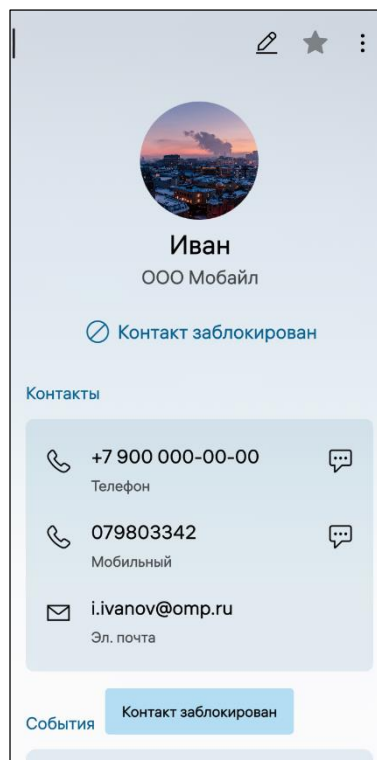 Иван
ООО Мобайл
Контакт заблокирован
Контакты
+7 900 000-00-00
Телефон
079803342
Мобильный
i.ivanov@omp.ru
Эл. почта
События
Контакт заблокирован